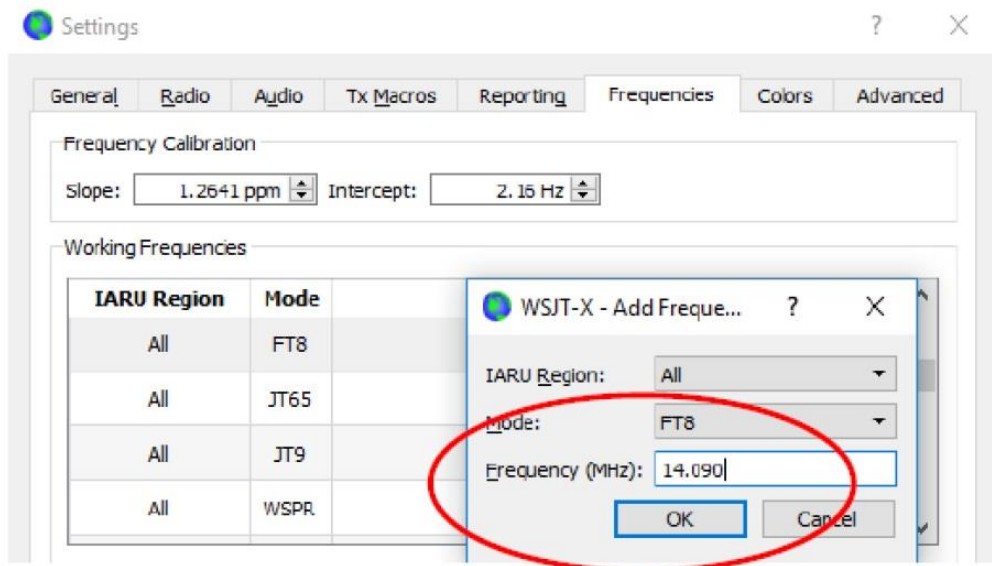 Settings ? X
General Radio Audio Tx Macros Reporting Frequencies Colors Advanced
Frequency Calibration
Slope: 1.2641 ppm Intercept: 2.16 Hz
Working Frequencies
IARU Region Mode
All FT8
All JT65
All JT9
All WSPR
WSJT-X - Add Freque... ? X
IARU Region: All
Mode: FT8
Frequency (MHz): 14.090
OK Cancel